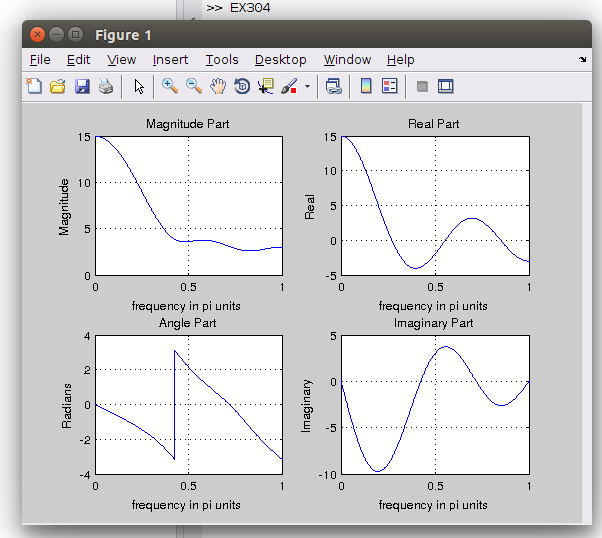 >> EX304
Figure 1
File Edit View Insert Tools Desktop Window Help
Magnitude Part
15
10
5
0
Magnitude
0 0.5 1
frequency in pi units
Real Part
15
10
5
0
-5
Real
0 0.5 1
frequency in pi units
Angle Part
4
2
0
-2
-4
Radians
0 0.5 1
frequency in pi units
Imaginary Part
5
0
-5
-10
Imaginary
0 0.5 1
frequency in pi units